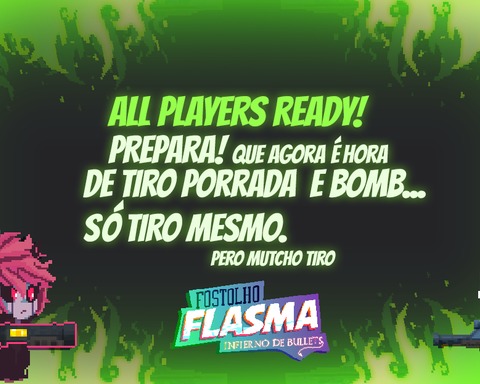 ALL PLAYERS READY!
PREPARA! QUE AGORA É HORA
DE TIRO PORRADA E BOMB...
SÓ TIRO MESMO.
PERO MUTCHO TIRO
FOSTOLHO
FLASMA
INFIERNO DE BULLETS